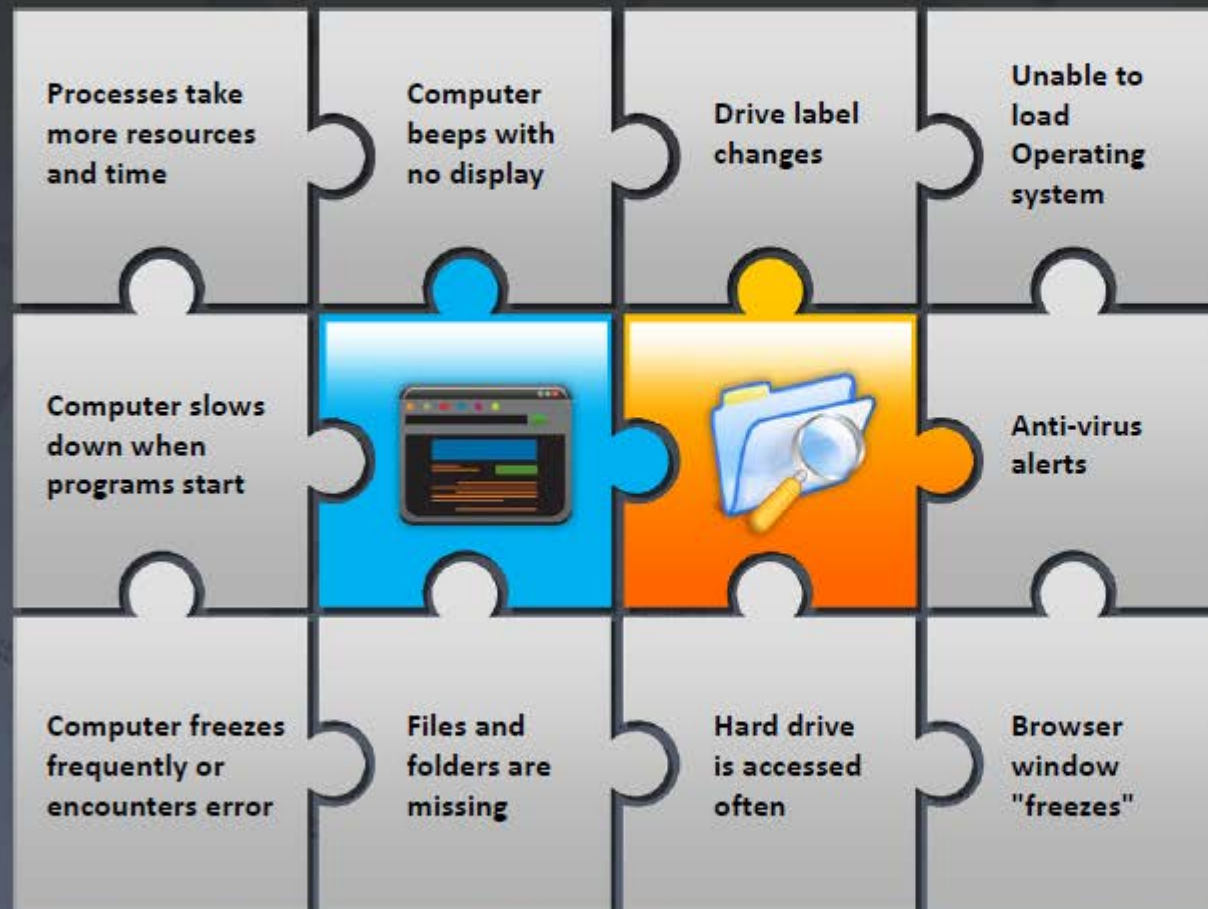 Processes take
more resources
and time
Computer
beeps with
no display
Drive label
changes
Unable to
load
Operating
system
Computer slows
down when
programs start
Anti-virus
alerts
Computer freezes
frequently or
encounters error
Files and
folders are
missing
Hard drive
is accessed
often
Browser
window
"freezes"